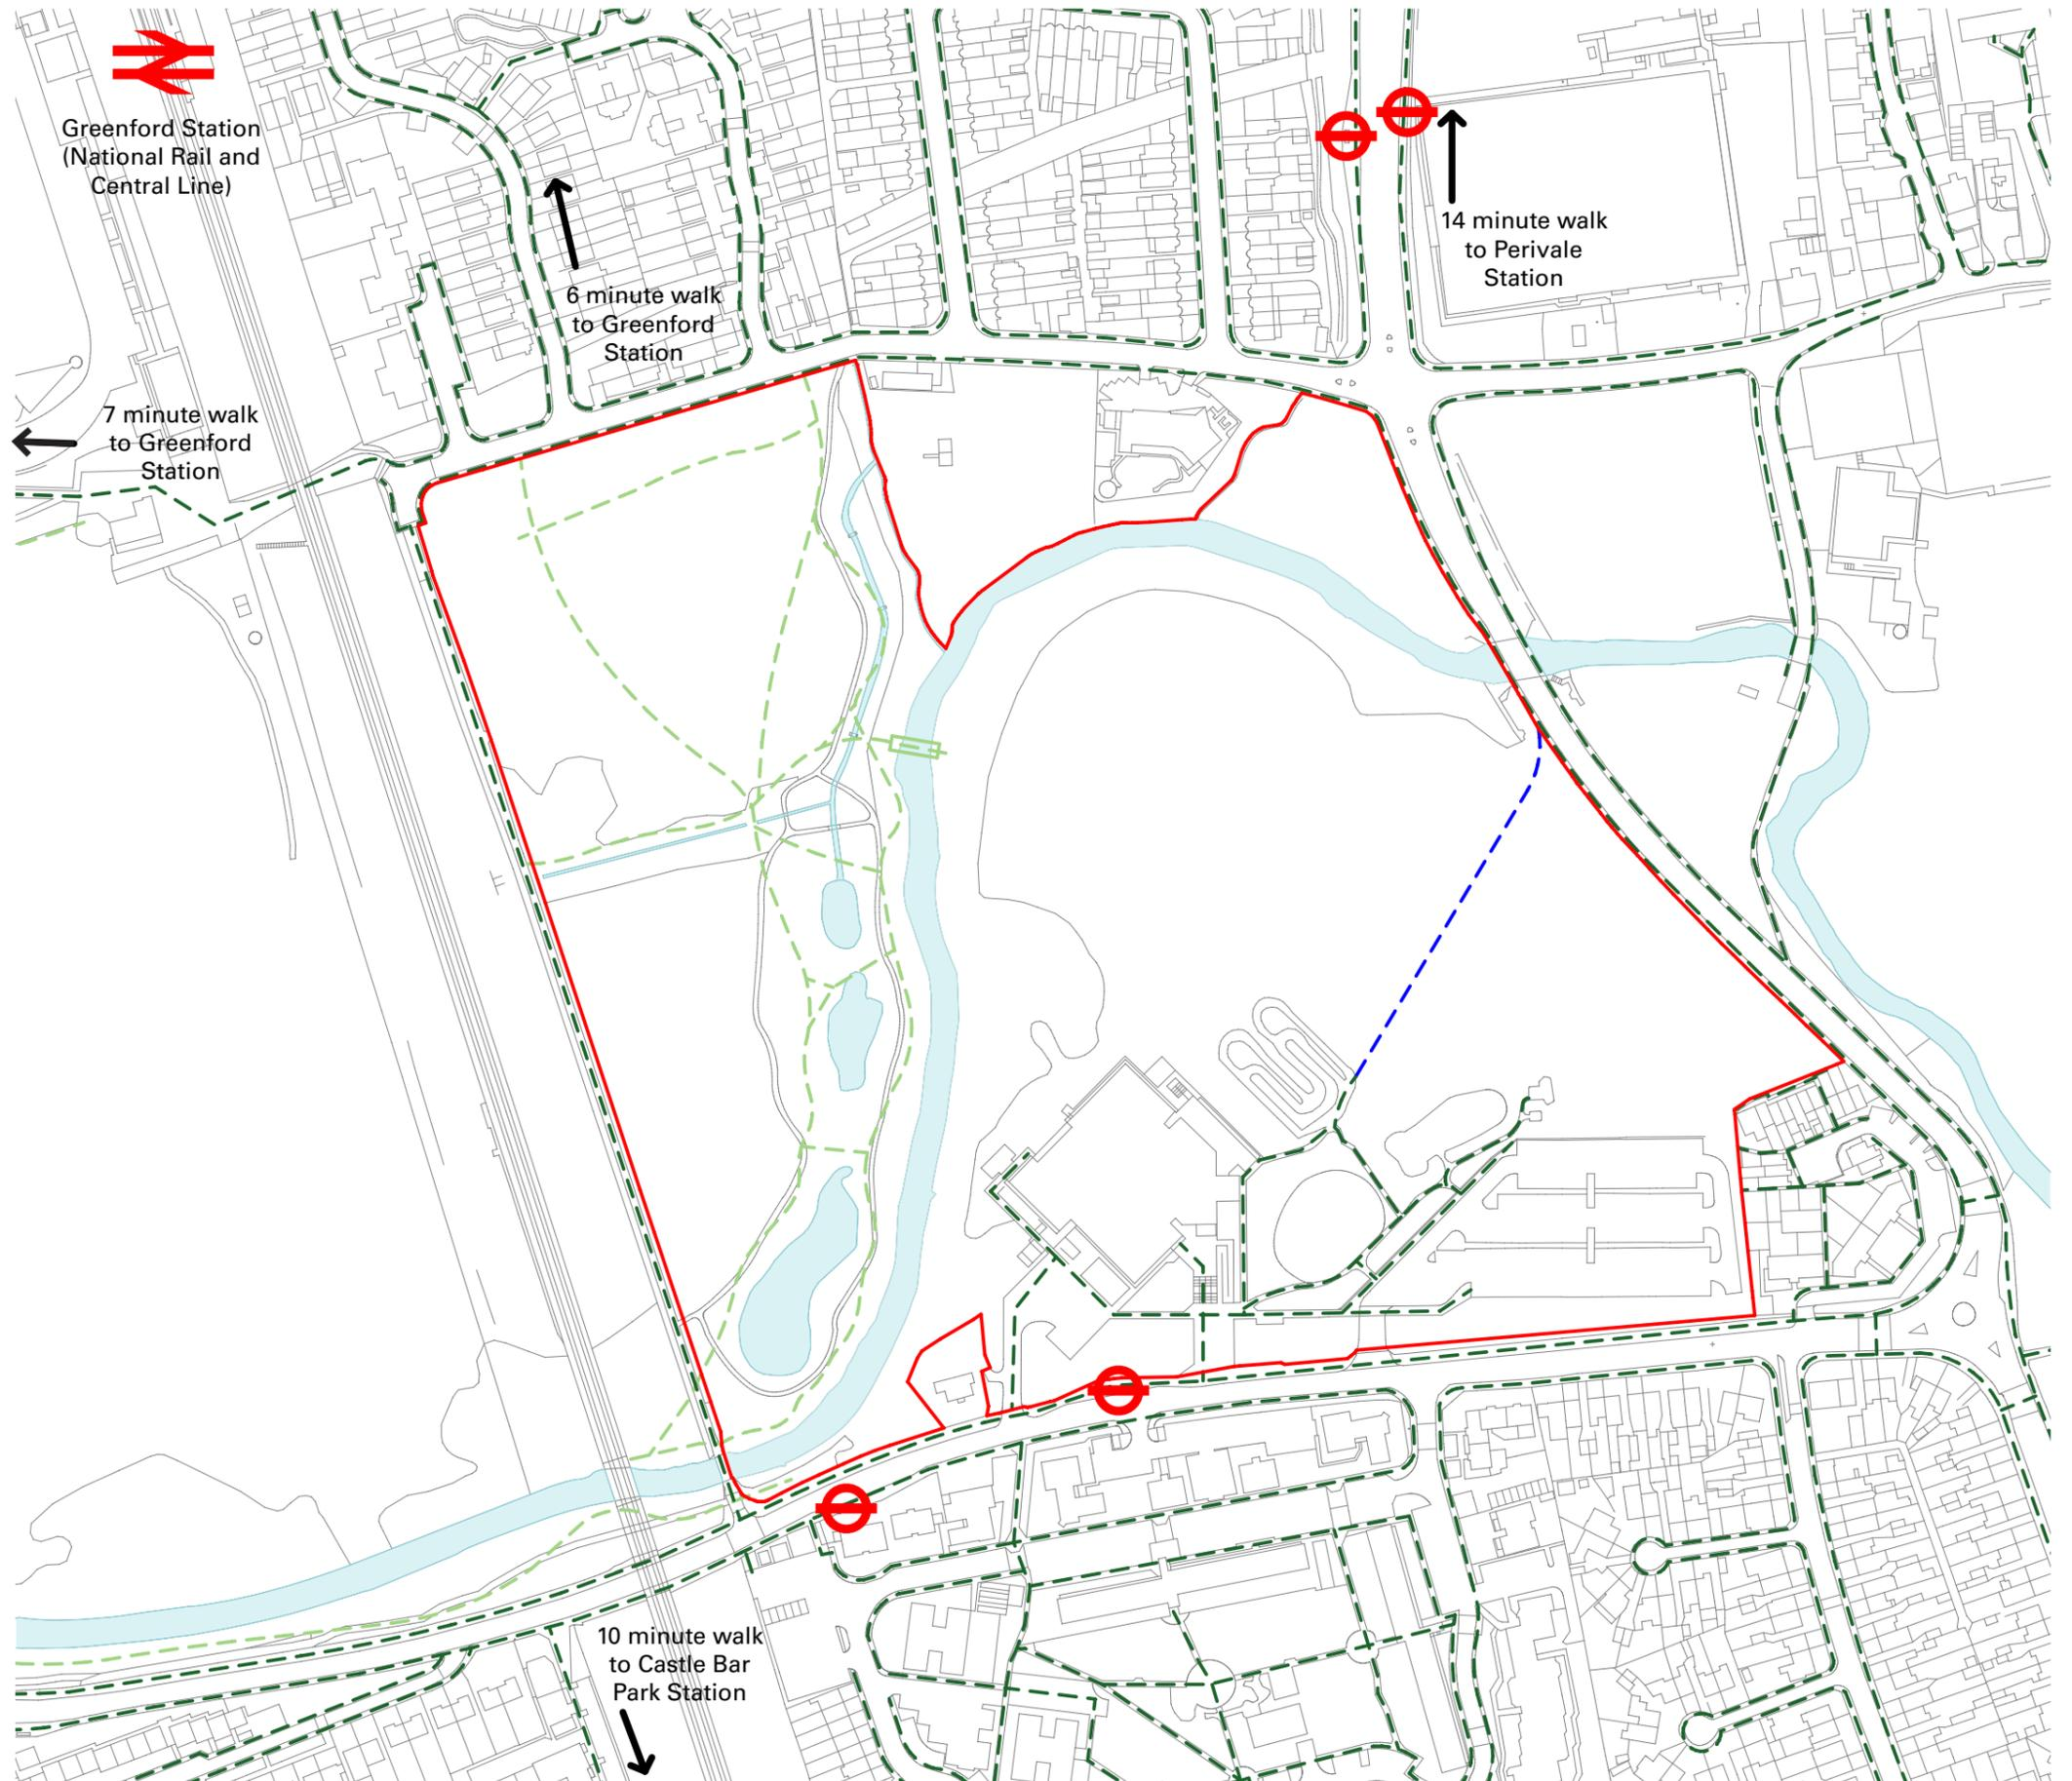 Greenford Station
(National Rail and
Central Line)
14 minute walk
to Perivale
Station
6 minute walk
to Greenford
Station
7 minute walk
to Greenford
Station
10 minute walk
to Castle Bar
Park Station